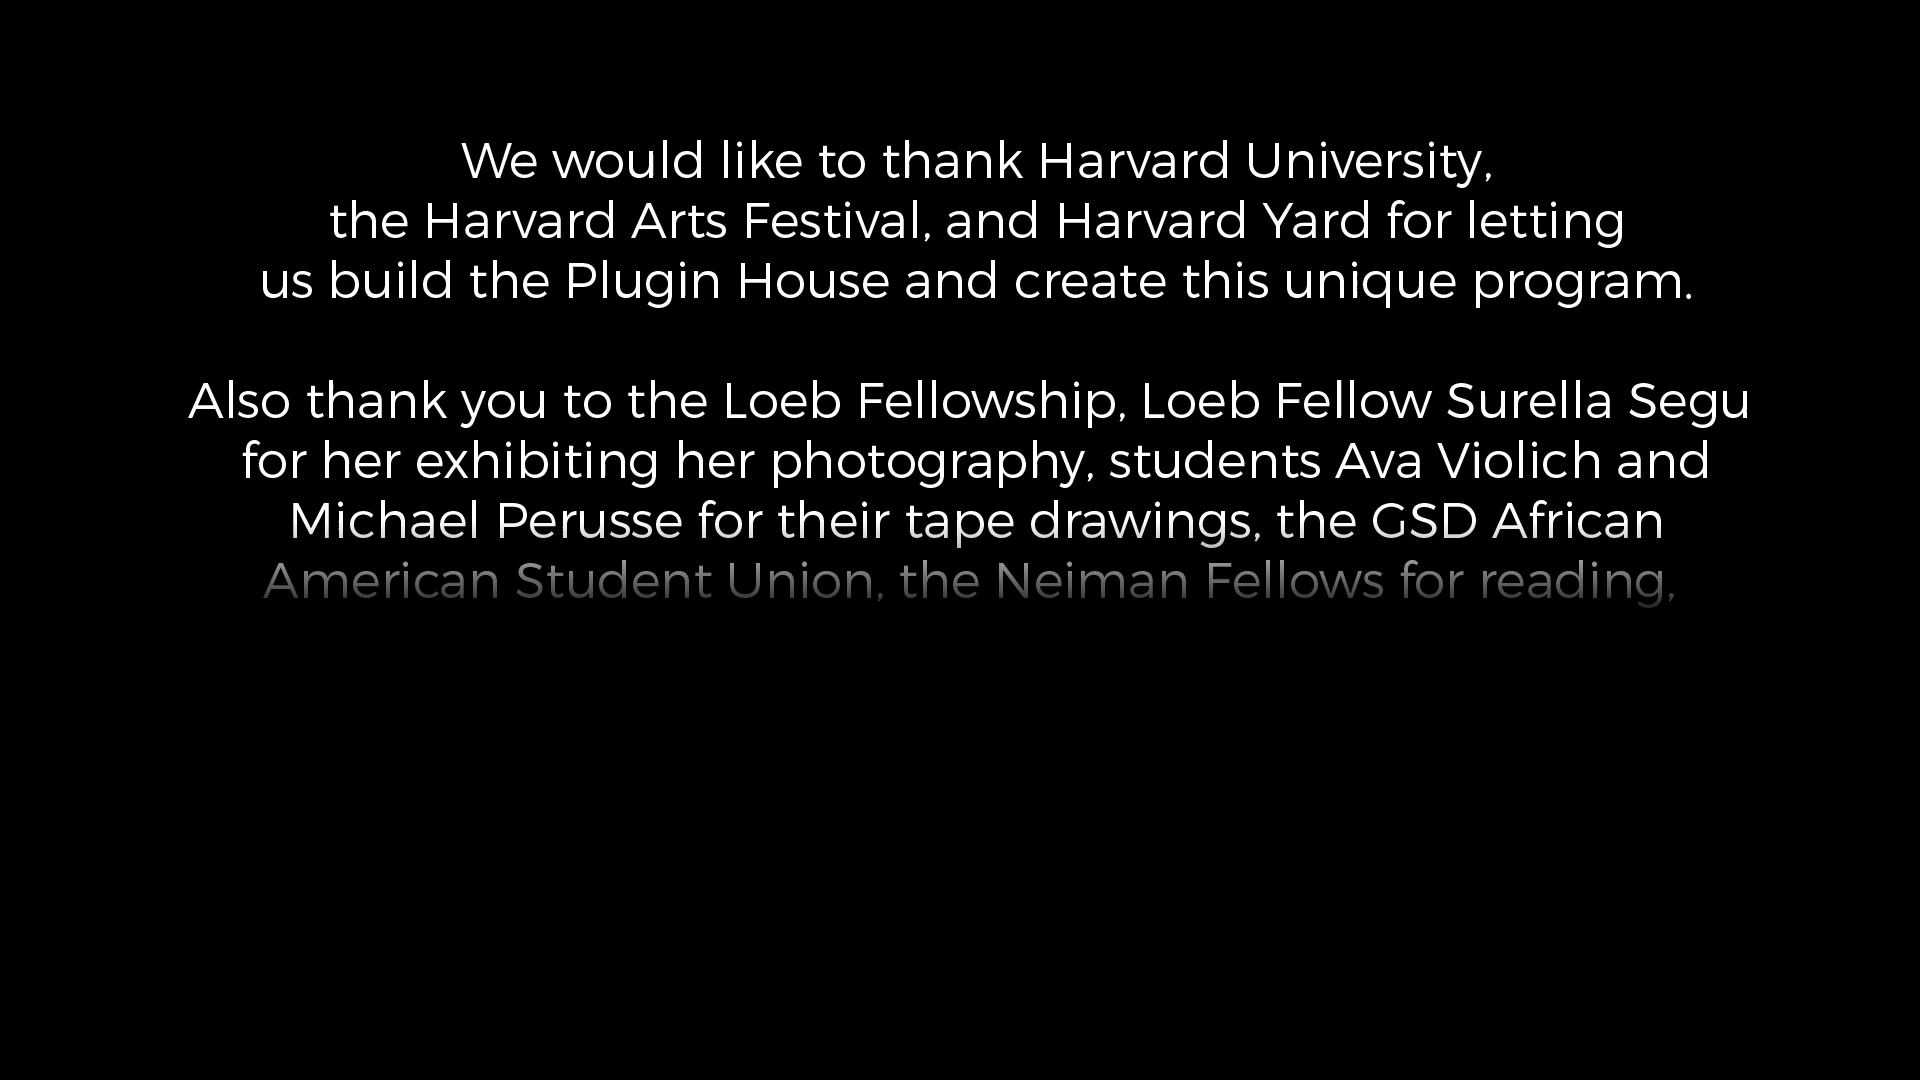 We would like to thank Harvard University,
the Harvard Arts Festival, and Harvard Yard for letting
us build the Plugin House and create this unique program.
Also thank you to the Loeb Fellowship, Loeb Fellow Surella Segu
for her exhibiting her photography, students Ava Violich and
Michael Perusse for their tape drawings, the GSD African
American Student Union, the Neiman Fellows for reading,